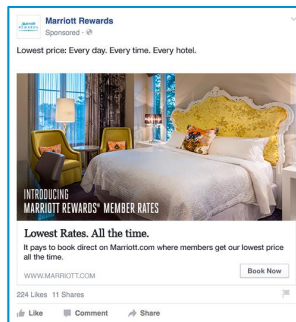 Marriott
REWARDS
Marriott Rewards
Sponsored ·
Lowest price: Every day. Every time. Every hotel.
INTRODUCING
MARRIOTT REWARDS® MEMBER RATES
Lowest Rates. All the time.
It pays to book direct on Marriott.com where members get our lowest price
all the time.
WWW.MARRIOTT.COM
Book Now
224 Likes 11 Shares
Like Comment Share